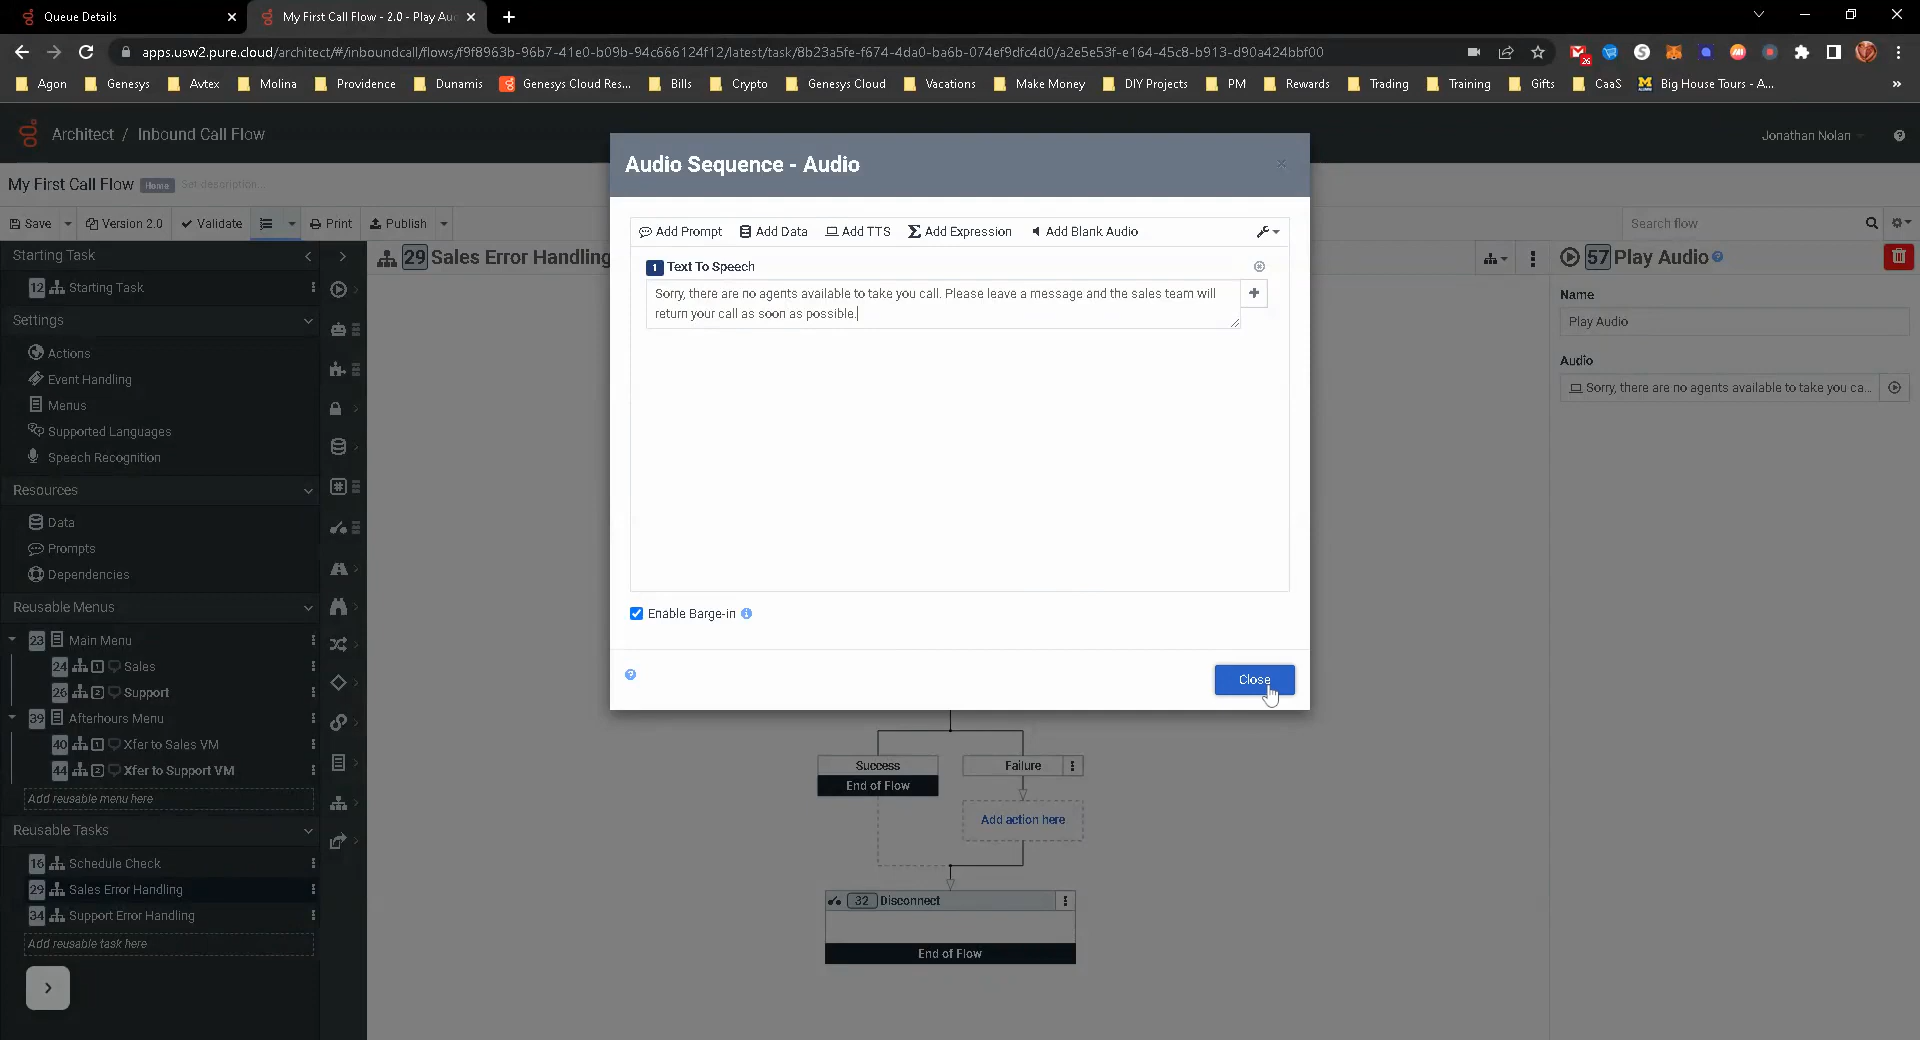 Queue Details
My First Call Flow - 2.0 - Play Au
apps.usw2.pure.cloud/architect/#/inboundcall/flows/f9f8963b-96b7-41e0-b09b-94c666124f12/latest/task/8b23a5fe-f674-4da0-ba6b-074ef9dfc4d0/a2e5e53f-e164-45c8-b913-d90a424bbf00
26
Agon Genesys Avtex Molina Providence Dunamis Genesys Cloud Res... Bills Crypto Genesys Cloud Vacations Make Money DIY Projects PM Rewards Trading Training Gifts CaaS Big House Tours - A... »
Architect / Inbound Call Flow
Jonathan Nolan
My First Call Flow Home Set description...
Save Version 2.0 Validate Print Publish
Search flow
Starting Task
12 Starting Task
Settings
Actions
Event Handling
Menus
Supported Languages
Speech Recognition
Resources
Data
Prompts
Dependencies
Reusable Menus
23 Main Menu
24 1 Sales
26 2 Support
39 Afterhours Menu
40 1 Xfer to Sales VM
44 2 Xfer to Support VM
Add reusable menu here
Reusable Tasks
16 Schedule Check
29 Sales Error Handling
34 Support Error Handling
Add reusable task here
29 Sales Error Handling
Audio Sequence - Audio
Add Prompt Add Data Add TTS Add Expression Add Blank Audio
1 Text To Speech
Sorry, there are no agents available to take you call. Please leave a message and the sales team will
return your call as soon as possible.
Enable Barge-in
Close
Success
End of Flow
Failure
Add action here
32 Disconnect
End of Flow
57 Play Audio
Name
Play Audio
Audio
Sorry, there are no agents available to take you ca...